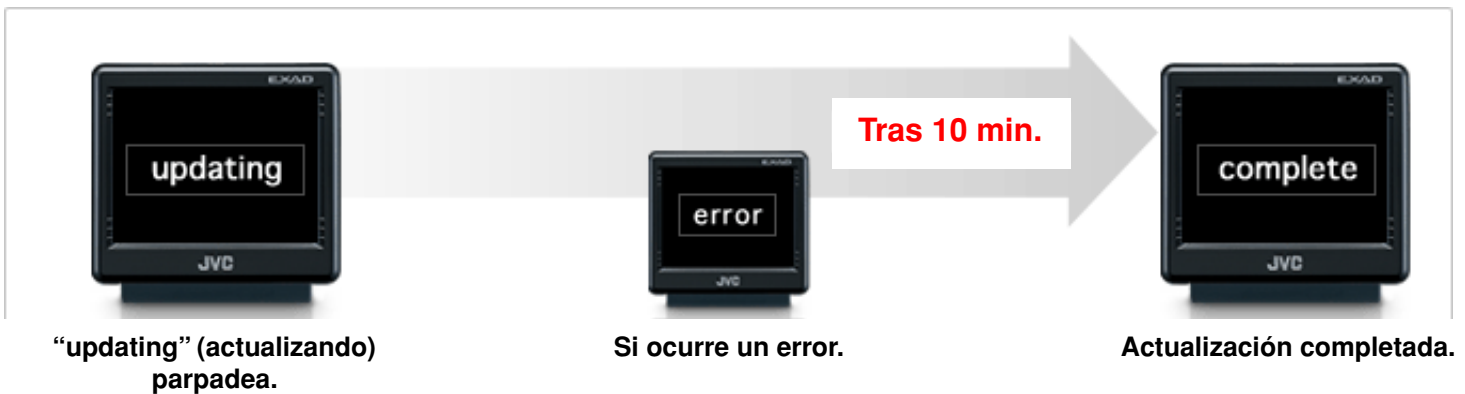 EXAD
updating
JVC
EXAD
error
JVC
Tras 10 min.
EXAD
complete
JVC
“updating” (actualizando)
parpadea.
Si ocurre un error.
Actualización completada.